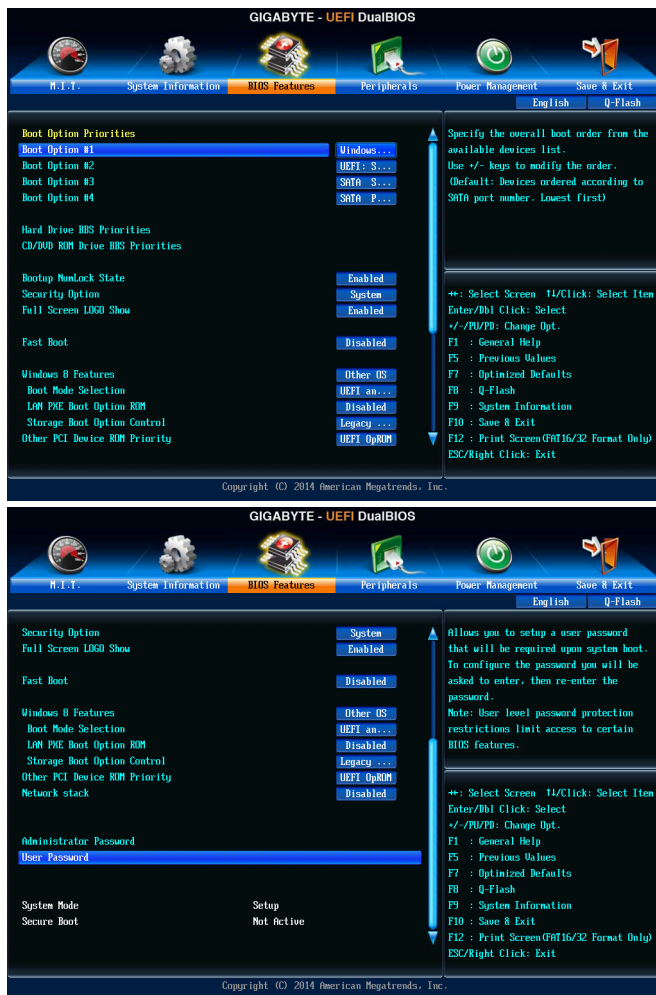 GIGABYTE - UEFI DualBIOS
M.I.T. System Information BIOS Features Peripherals Power Management Save & Exit
English Q-Flash
Boot Option Priorities
Boot Option #1 Windows...
Boot Option #2 UEFI: S...
Boot Option #3 SATA S...
Boot Option #4 SATA P...
Hard Drive BBS Priorities
CD/DVD ROM Drive BBS Priorities
Bootup NumLock State Enabled
Security Option System
Full Screen LOGO Show Enabled
Fast Boot Disabled
Windows 8 Features Other OS
Boot Mode Selection UEFI an...
LAN PXE Boot Option ROM Disabled
Storage Boot Option Control Legacy ...
Other PCI Device ROM Priority UEFI OpROM
Specify the overall boot order from the
available devices list.
Use +/- keys to modify the order.
(Default: Devices ordered according to
SATA port number. Lowest first)
→←: Select Screen ↑↓/Click: Select Item
Enter/Dbl Click: Select
+/-/PU/PD: Change Opt.
F1 : General Help
F5 : Previous Values
F7 : Optimized Defaults
F8 : Q-Flash
F9 : System Information
F10 : Save & Exit
F12 : Print Screen(FAT16/32 Format Only)
ESC/Right Click: Exit
Copyright (C) 2014 American Megatrends, Inc.
GIGABYTE - UEFI DualBIOS
M.I.T. System Information BIOS Features Peripherals Power Management Save & Exit
English Q-Flash
Security Option System
Full Screen LOGO Show Enabled
Fast Boot Disabled
Windows 8 Features Other OS
Boot Mode Selection UEFI an...
LAN PXE Boot Option ROM Disabled
Storage Boot Option Control Legacy ...
Other PCI Device ROM Priority UEFI OpROM
Network stack Disabled
Administrator Password
User Password
System Mode Setup
Secure Boot Not Active
Allows you to setup a user password
that will be required upon system boot.
To configure the password you will be
asked to enter, then re-enter the
password.
Note: User level password protection
restrictions limit access to certain
BIOS features.
→←: Select Screen ↑↓/Click: Select Item
Enter/Dbl Click: Select
+/-/PU/PD: Change Opt.
F1 : General Help
F5 : Previous Values
F7 : Optimized Defaults
F8 : Q-Flash
F9 : System Information
F10 : Save & Exit
F12 : Print Screen(FAT16/32 Format Only)
ESC/Right Click: Exit
Copyright (C) 2014 American Megatrends, Inc.